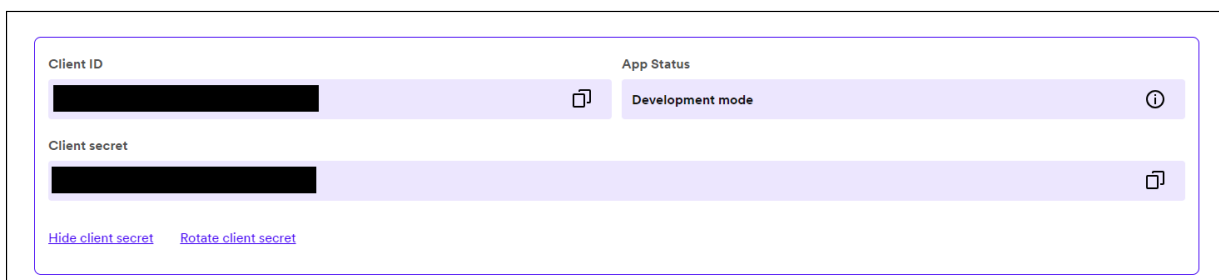 Client ID
App Status
Development mode
Client secret
Hide client secret
Rotate client secret